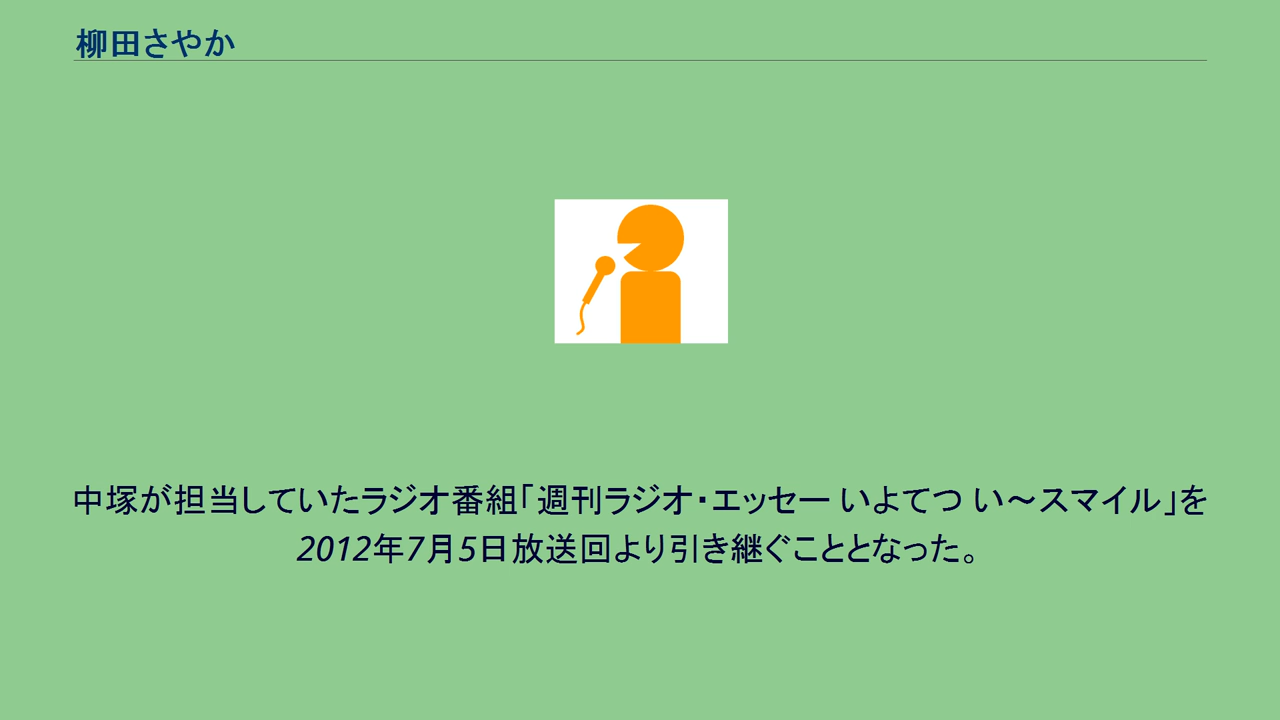 柳田さやか
中塚が担当していたラジオ番組「週刊ラジオ・エッセー いよてつ い～スマイル」を
2012年7月5日放送回より引き継ぐこととなった。